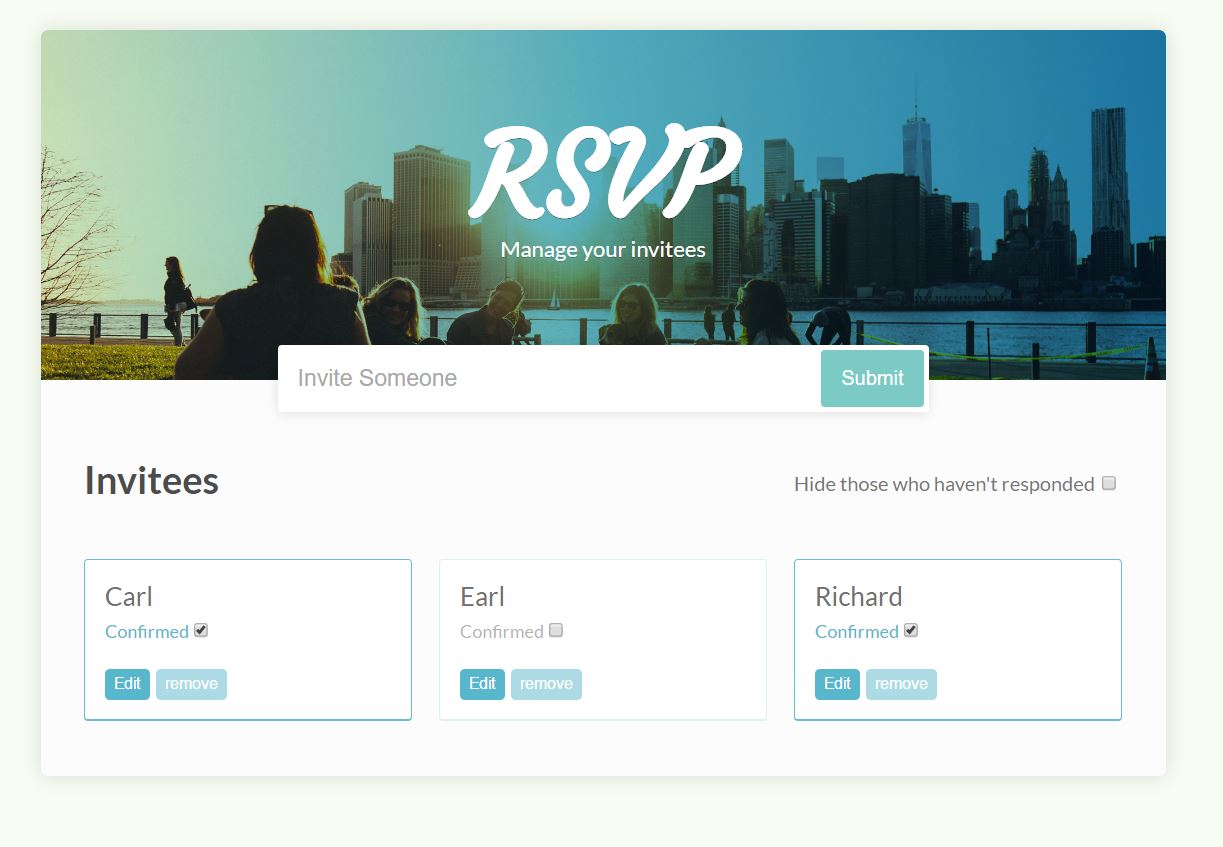 RSVP
Manage your invitees
Invite Someone Submit
Invitees Hide those who haven't responded
Carl Earl Richard
Confirmed Confirmed Confirmed
Edit remove Edit remove Edit remove